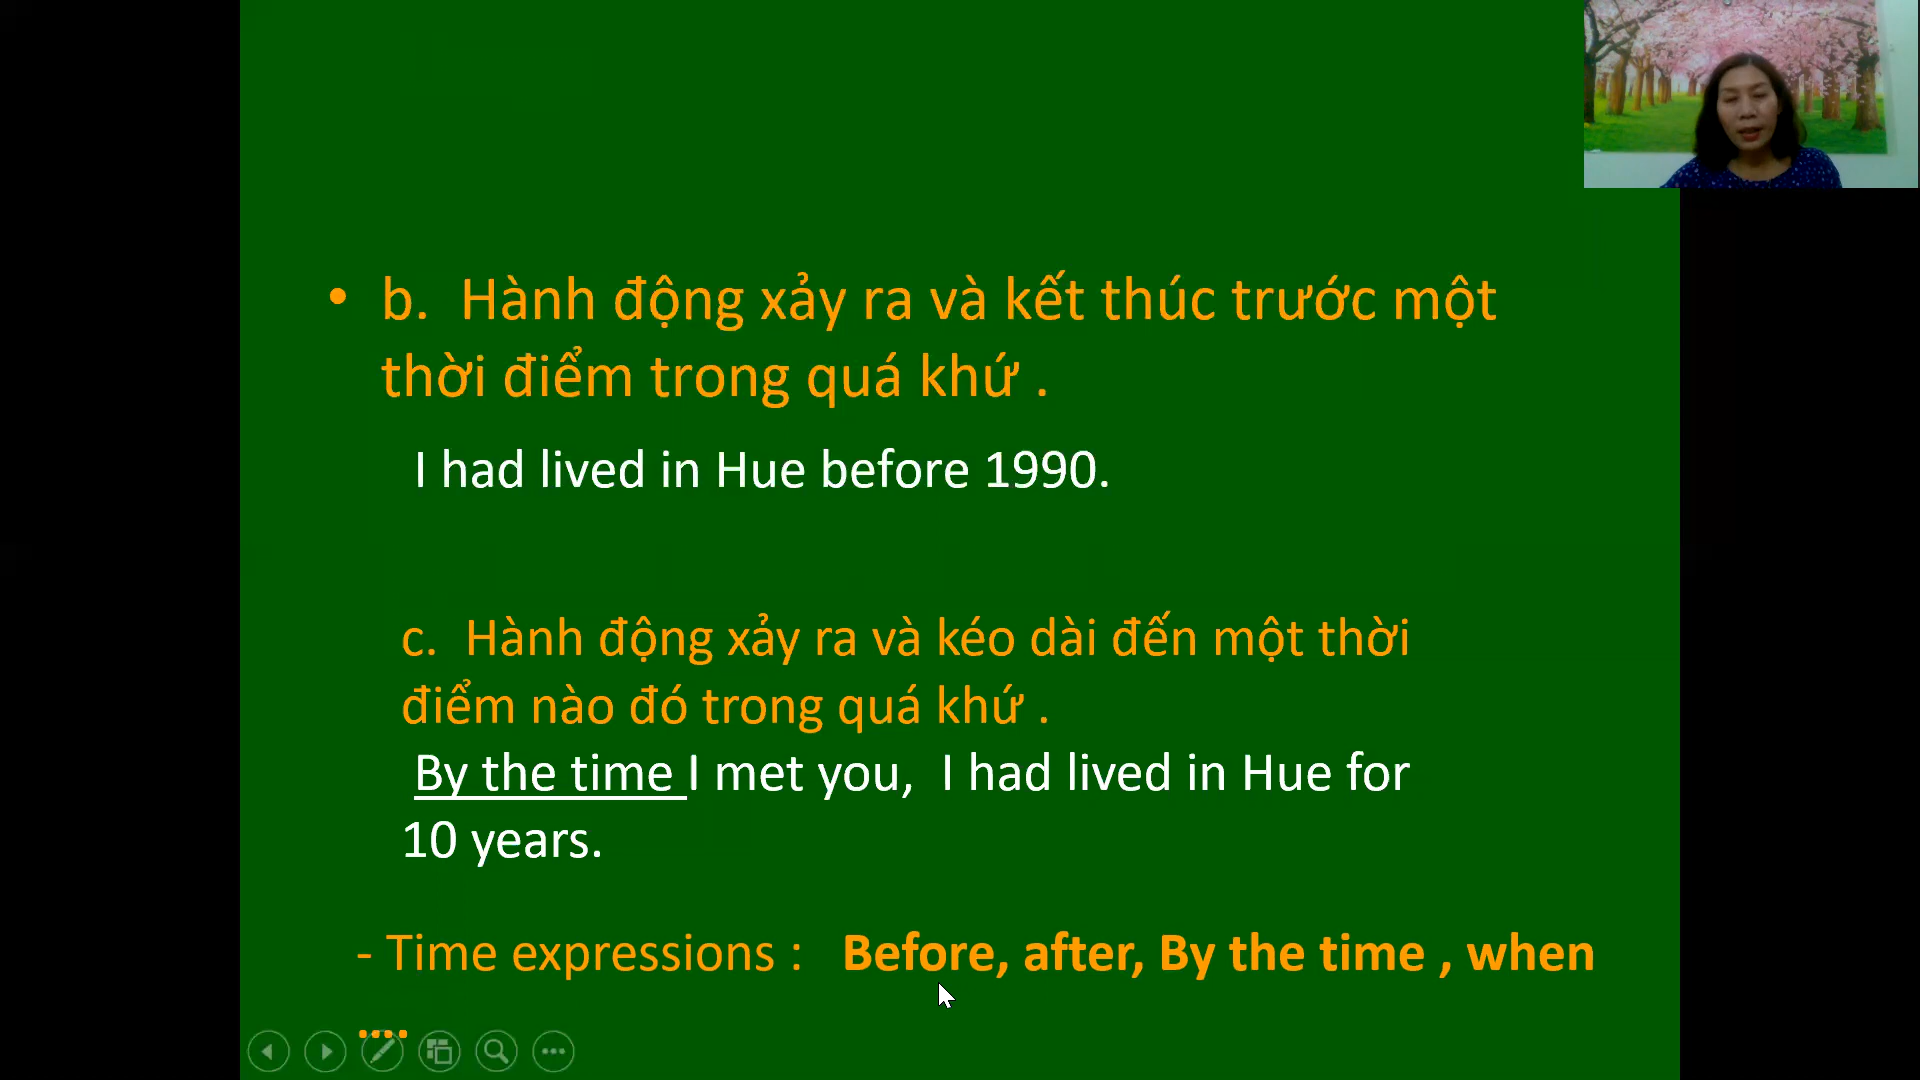 • b. Hành động xảy ra và kết thúc trước một
thời điểm trong quá khứ .
I had lived in Hue before 1990.
c. Hành động xảy ra và kéo dài đến một thời
điểm nào đó trong quá khứ .
By the time I met you, I had lived in Hue for
10 years.
- Time expressions : Before, after, By the time , when
....